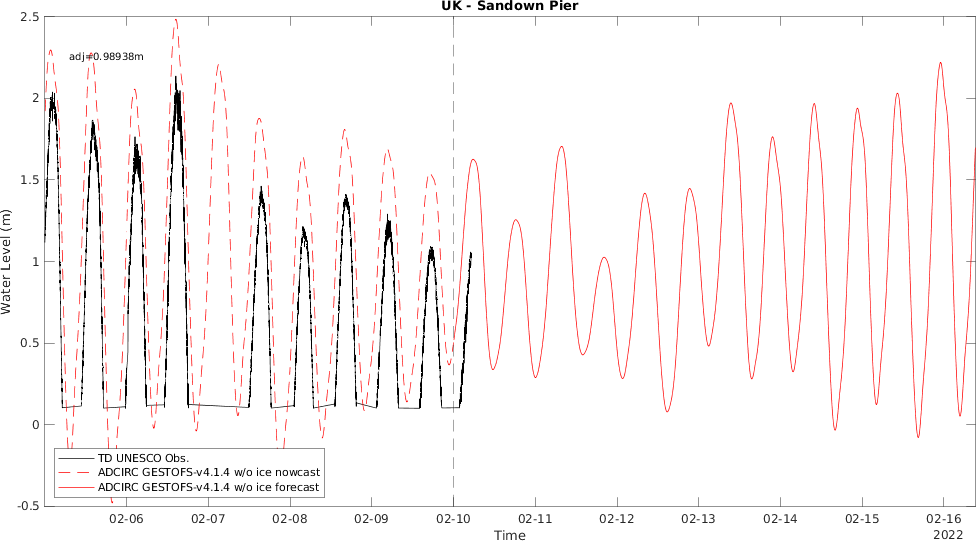 UK - Sandown Pier
2.5
2
1.5
1
0.5
0
-0.5
Water Level (m)
adj=0.98938m
TD UNESCO Obs.
ADCIRC GESTOFS-v4.1.4 w/o ice nowcast
ADCIRC GESTOFS-v4.1.4 w/o ice forecast
02-06 02-07 02-08 02-09 02-10 02-11 02-12 02-13 02-14 02-15 02-16
Time
2022